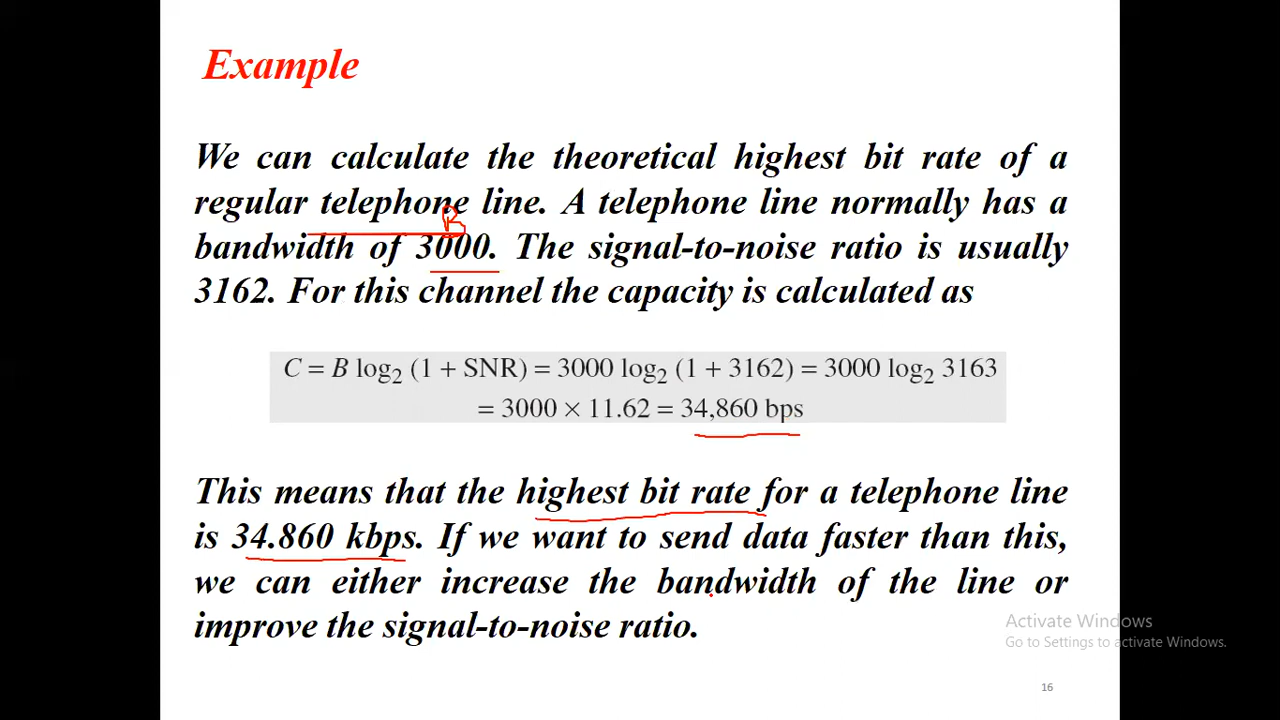 Example
We can calculate the theoretical highest bit rate of a
regular telephone line. A telephone line normally has a
B
bandwidth of 3000. The signal-to-noise ratio is usually
3162. For this channel the capacity is calculated as
C = B log₂ (1 + SNR) = 3000 log₂ (1 + 3162) = 3000 log₂ 3163
= 3000 × 11.62 = 34,860 bps
This means that the highest bit rate for a telephone line
is 34.860 kbps. If we want to send data faster than this,
we can either increase the bandwidth of the line or
improve the signal-to-noise ratio.
Activate Windows
Go to Settings to activate Windows.
16